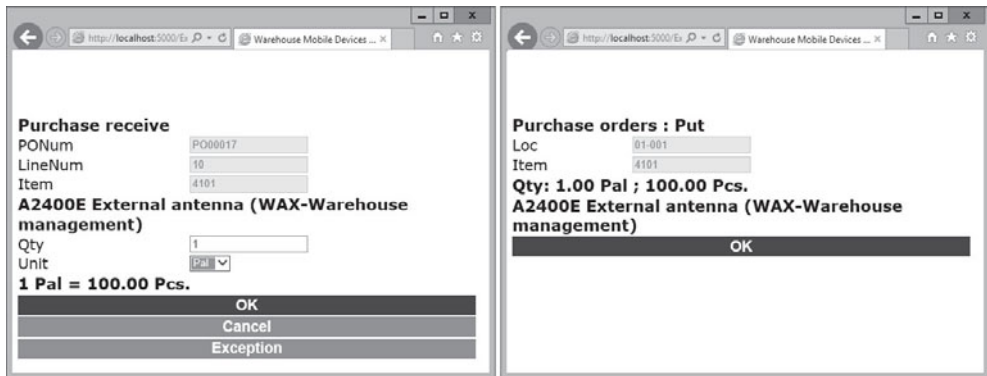 http://localhost:5000/Ex
Warehouse Mobile Devices ...
Purchase receive
PONum PO00017
LineNum 10
Item 4101
A2400E External antenna (WAX-Warehouse
management)
Qty 1
Unit Pal
1 Pal = 100.00 Pcs.
OK
Cancel
Exception
http://localhost:5000/Ex
Warehouse Mobile Devices ...
Purchase orders : Put
Loc 01-001
Item 4101
Qty: 1.00 Pal ; 100.00 Pcs.
A2400E External antenna (WAX-Warehouse
management)
OK